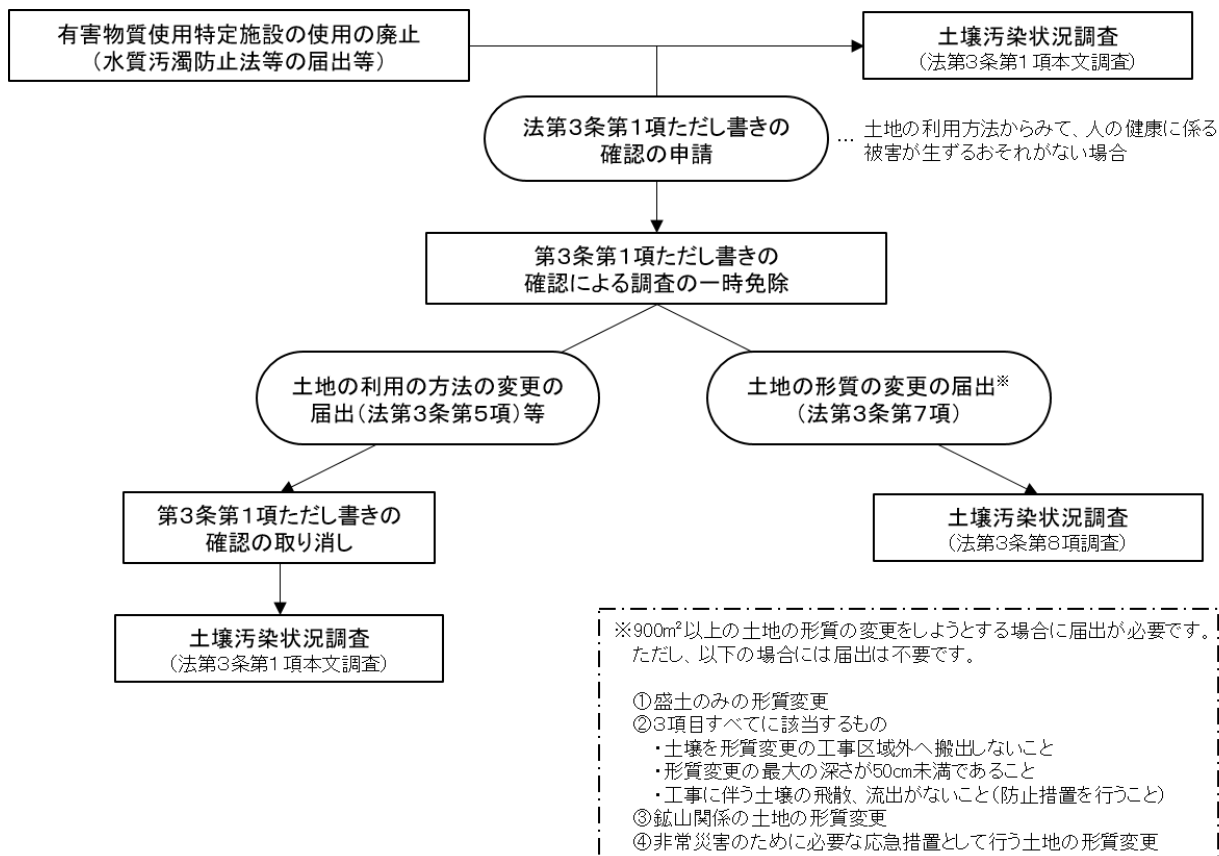 有害物質使用特定施設の使用の廃止
(水質汚濁防止法等の届出等)
土壌汚染状況調査
(法第3条第1項本文調査)
法第3条第1項ただし書きの
確認の申請
… 土地の利用方法からみて、人の健康に係る
被害が生ずるおそれがない場合
第3条第1項ただし書きの
確認による調査の一時免除
土地の利用の方法の変更の
届出(法第3条第5項)等
土地の形質の変更の届出※
(法第3条第7項)
第3条第1項ただし書きの
確認の取り消し
土壌汚染状況調査
(法第3条第8項調査)
土壌汚染状況調査
(法第3条第1項本文調査)
※900m²以上の土地の形質の変更をしようとする場合に届出が必要です。
ただし、以下の場合には届出は不要です。
①盛土のみの形質変更
②3項目すべてに該当するもの
・土壌を形質変更の工事区域外へ搬出しないこと
・形質変更の最大の深さが50cm未満であること
・工事に伴う土壌の飛散、流出がないこと(防止措置を行うこと)
③鉱山関係の土地の形質変更
④非常災害のために必要な応急措置として行う土地の形質変更